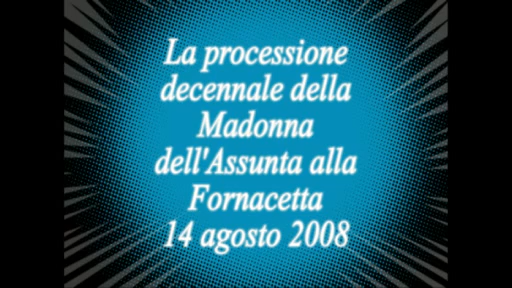 La processione
decennale della
Madonna
dell'Assunta alla
Fornacetta
14 agosto 2008